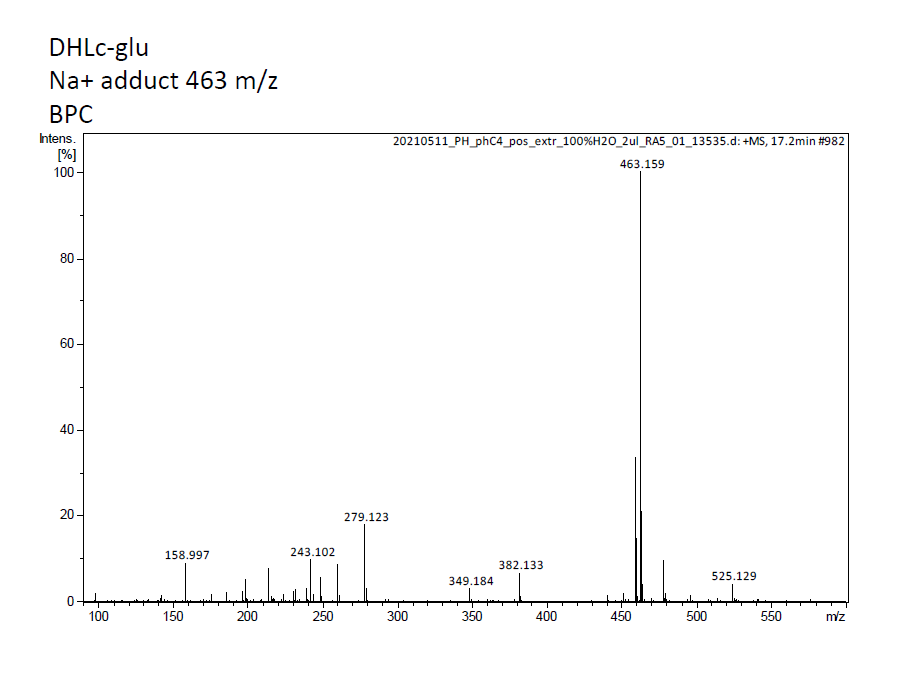 DHLc-glu
Na+ adduct 463 m/z
BPC
Intens.
[%]
20210511_PH_phC4_pos_extr_100%H2O_2ul_RA5_01_13535.d: +MS, 17.2min #982
463.159
100
80
60
40
20
0
279.123
158.997
243.102
382.133
349.184
525.129
100 150 200 250 300 350 400 450 500 550 m/z